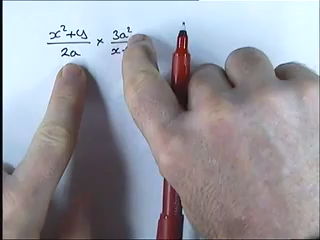 x²+y/2a × 3a²/x